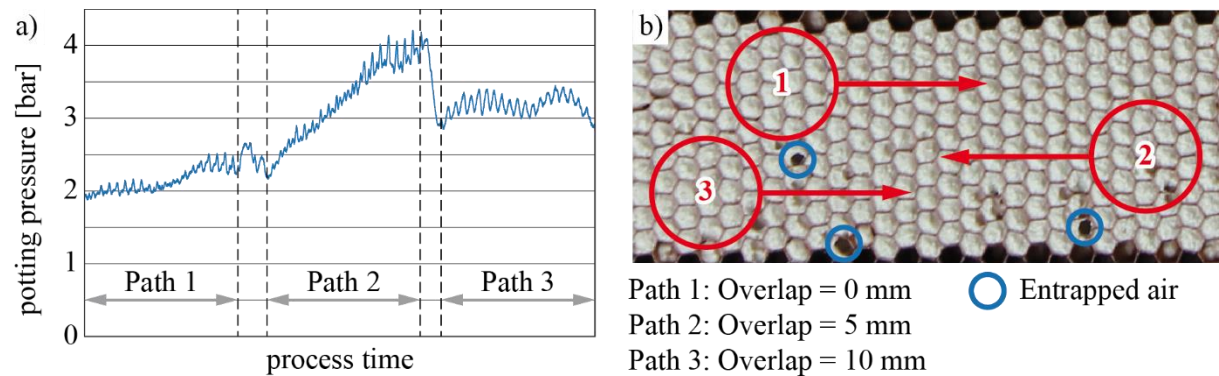 a)
potting pressure [bar]
4
3
2
1
0
Path 1
Path 2
Path 3
process time
b)
1
2
3
Path 1: Overlap = 0 mm
Entrapped air
Path 2: Overlap = 5 mm
Path 3: Overlap = 10 mm